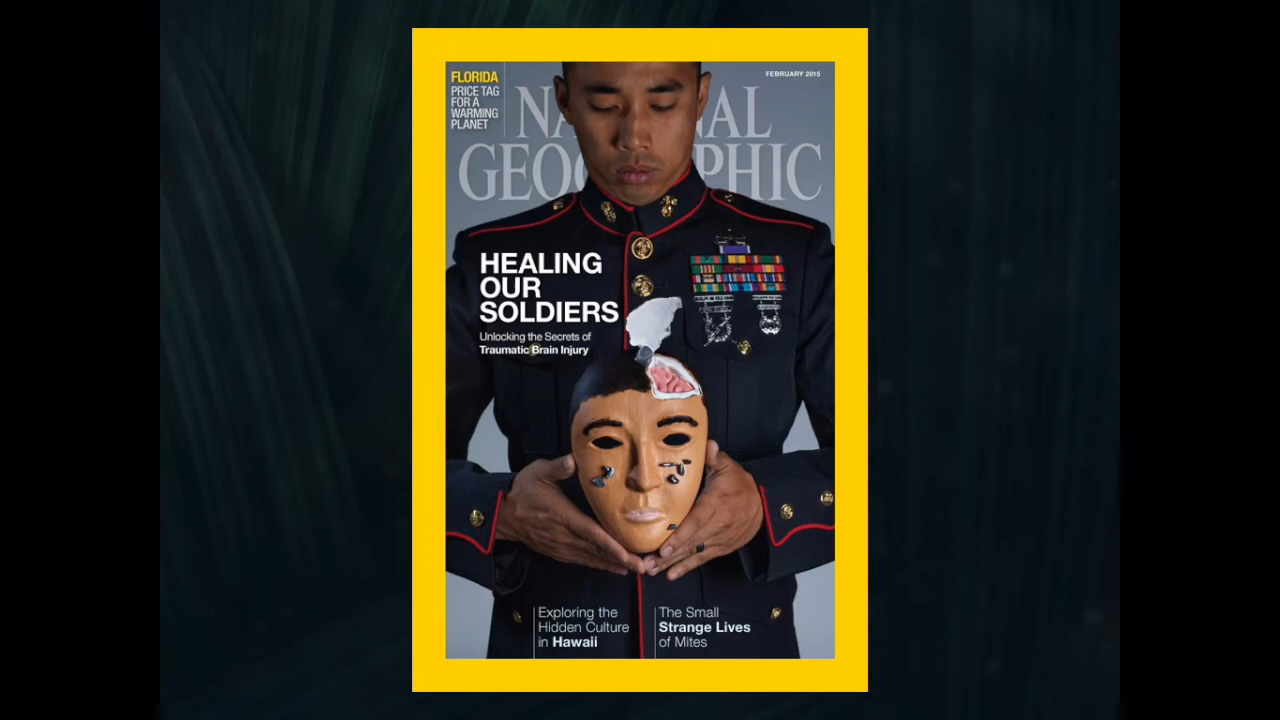 FLORIDA
PRICE TAG
FOR A
WARMING
PLANET
FEBRUARY 2015
NATIONAL
GEOGRAPHIC
HEALING
OUR
SOLDIERS
Unlocking the Secrets of
Traumatic Brain Injury
Exploring the
Hidden Culture
in Hawaii
The Small
Strange Lives
of Mites